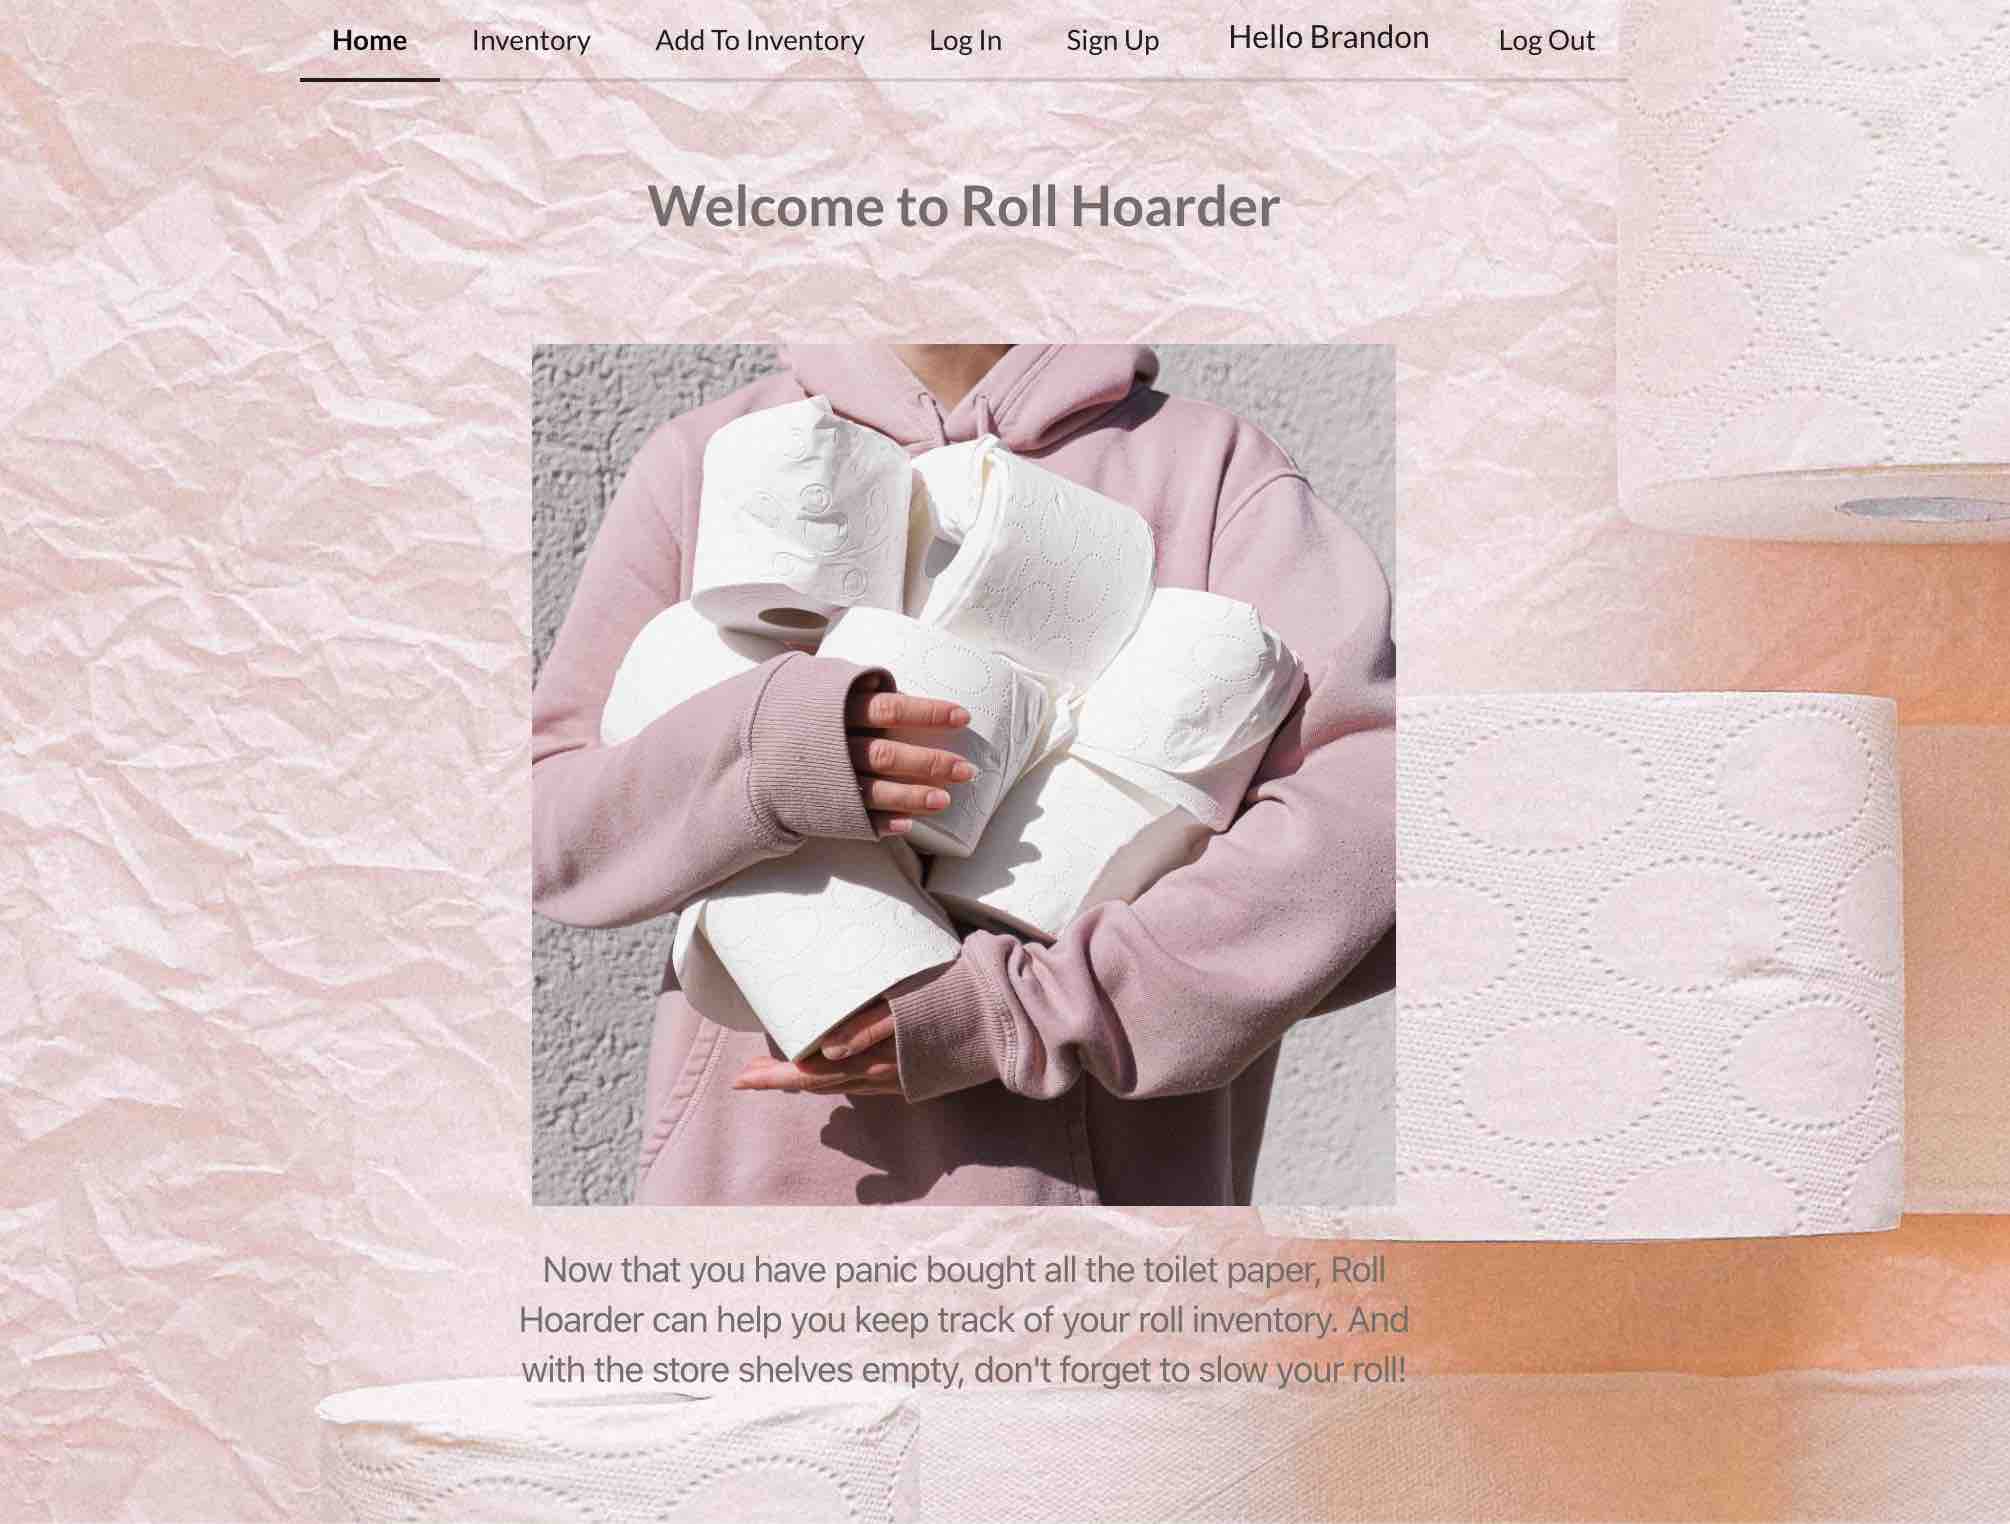 Home Inventory Add To Inventory Log In Sign Up Hello Brandon Log Out
Welcome to Roll Hoarder
Now that you have panic bought all the toilet paper, Roll
Hoarder can help you keep track of your roll inventory. And
with the store shelves empty, don't forget to slow your roll!